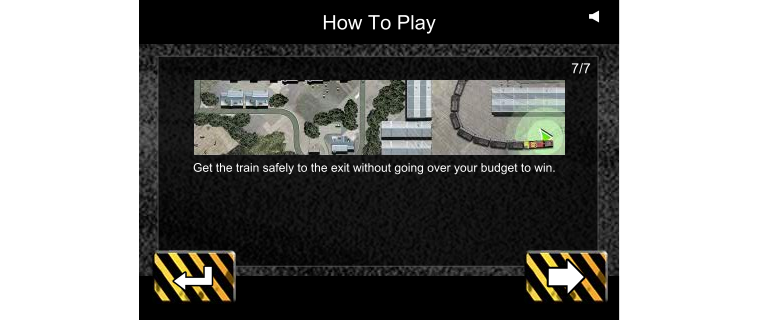 How To Play
7/7
Get the train safely to the exit without going over your budget to win.